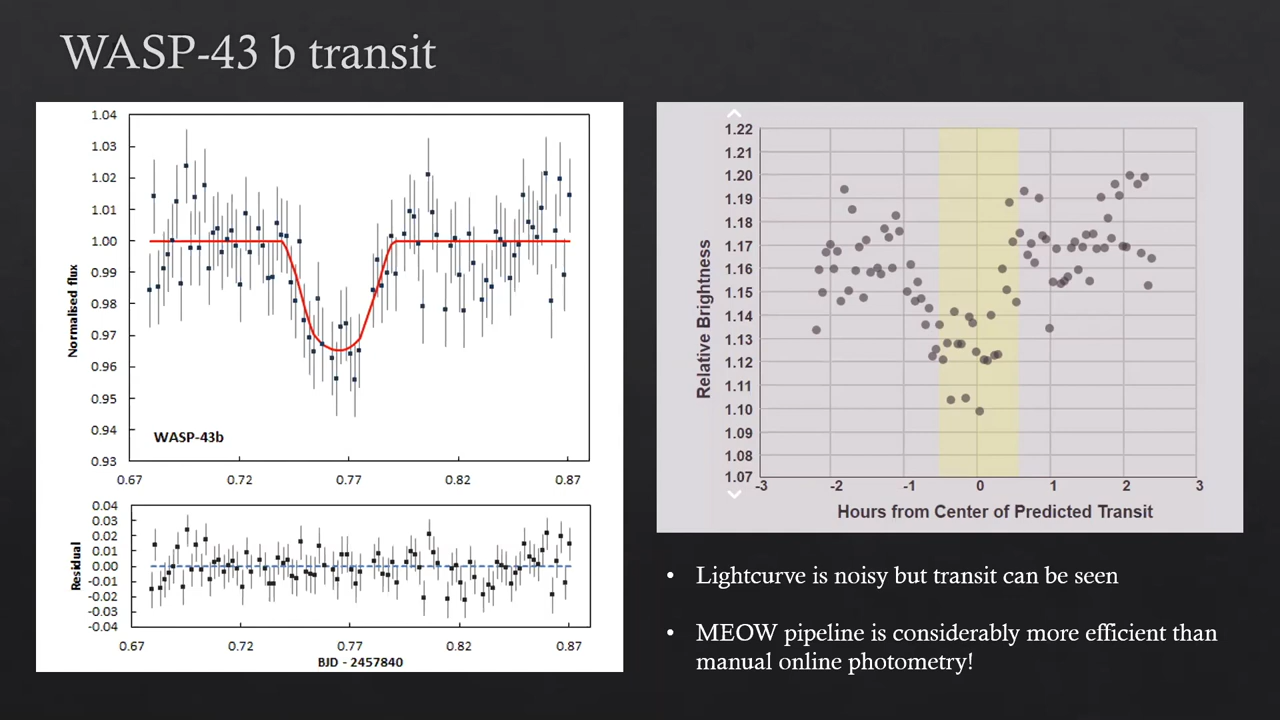 WASP-43 b transit
1.04
1.03
1.02
1.01
1.00
0.99
0.98
0.97
0.96
0.95
0.94
0.93
Normalised flux
WASP-43b
0.67 0.72 0.77 0.82 0.87
0.04
0.03
0.02
0.01
0.00
-0.01
-0.02
-0.03
-0.04
Residual
0.67 0.72 0.77 0.82 0.87
BJD - 2457840
1.22
1.21
1.20
1.19
1.18
1.17
1.16
1.15
1.14
1.13
1.12
1.11
1.10
1.09
1.08
1.07
Relative Brightness
-3 -2 -1 0 1 2 3
Hours from Center of Predicted Transit
• Lightcurve is noisy but transit can be seen
• MEOW pipeline is considerably more efficient than
manual online photometry!